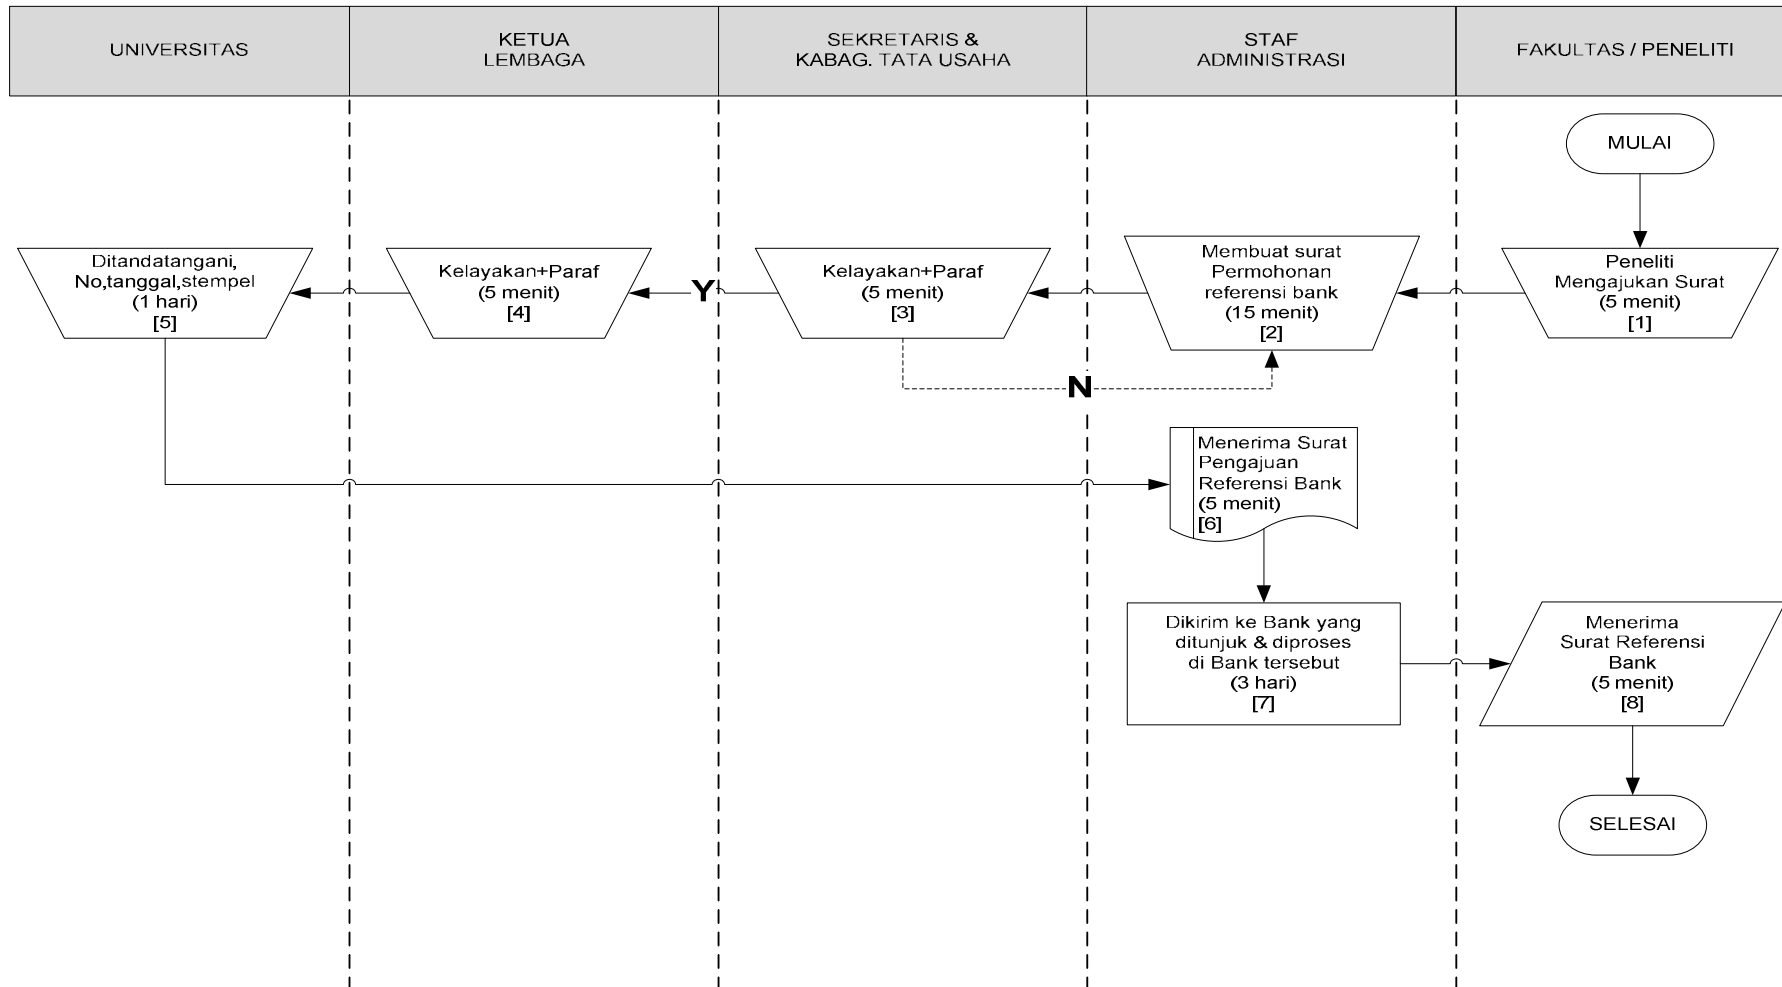 UNIVERSITAS
KETUA
LEMBAGA
SEKRETARIS &
KABAG. TATA USAHA
STAF
ADMINISTRASI
FAKULTAS / PENELITI
MULAI
Peneliti
Mengajukan Surat
(5 menit)
[1]
Membuat surat
Permohonan
referensi bank
(15 menit)
[2]
Kelayakan+Paraf
(5 menit)
[3]
Y
N
Kelayakan+Paraf
(5 menit)
[4]
Ditandatangani,
No,tanggal,stempel
(1 hari)
[5]
Menerima Surat
Pengajuan
Referensi Bank
(5 menit)
[6]
Dikirim ke Bank yang
ditunjuk & diproses
di Bank tersebut
(3 hari)
[7]
Menerima
Surat Referensi
Bank
(5 menit)
[8]
SELESAI